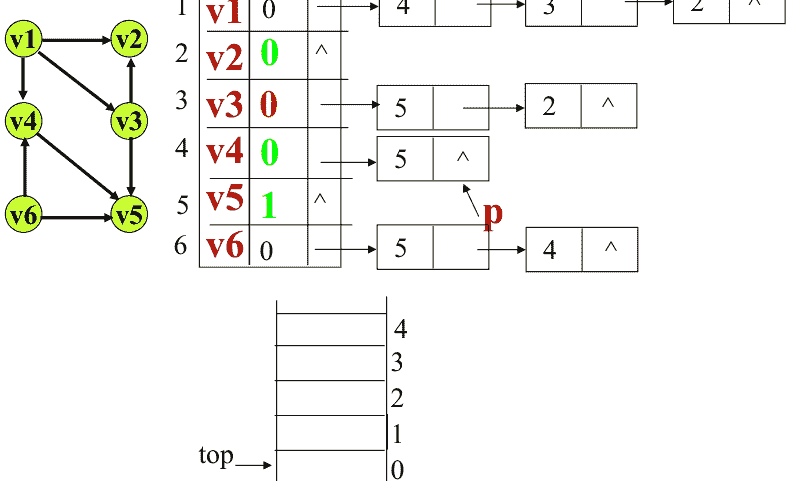 1 v1 0 4 3 2 ^
v1 v2
2 v2 0 ^
3 v3 0 5 2 ^
v4 v3
4 v4 0 5 ^
5 v5 1 ^
p
v6 v5
6 v6 0 5 4 ^
4
3
2
1
top 0